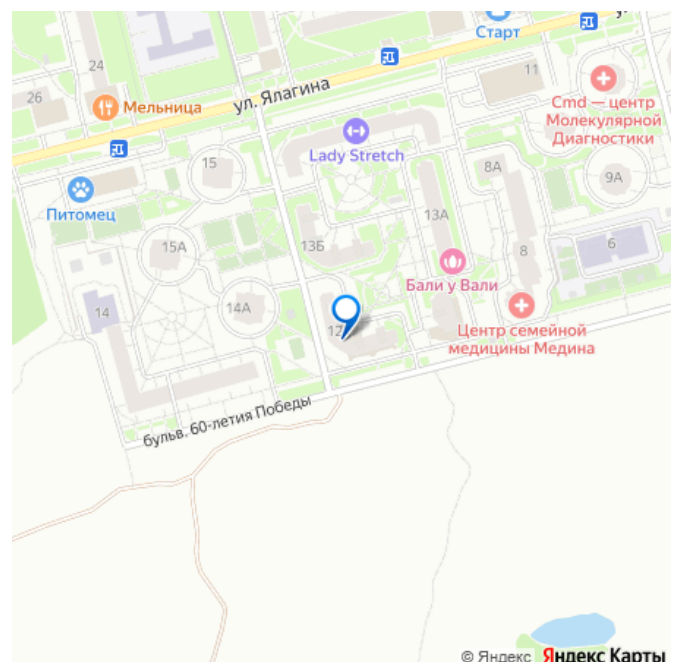 Старт
ул.
24
11
26
Мельница
ул. Ялагина
Cmd — центр
Молекулярной
Диагностики
Lady Stretch
15
8А
9А
Питомец
13А
13Б
15А
8
6
Бали у Вали
14
14А
12
Центр семейной
медицины Медина
бульв. 60-летия Победы
© Яндекс Яндекс Карты